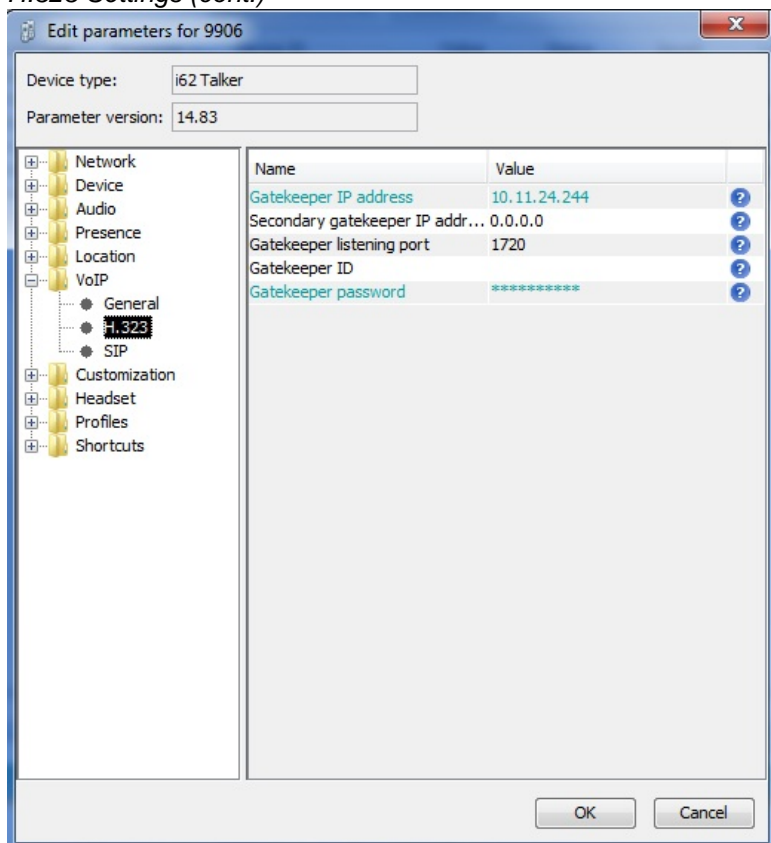 H.323 Settings (cont.)
Edit parameters for 9906
Device type: i62 Talker
Parameter version: 14.83
Network
Device
Audio
Presence
Location
VoIP
General
H.323
SIP
Customization
Headset
Profiles
Shortcuts
Name Value
Gatekeeper IP address 10.11.24.244
Secondary gatekeeper IP addr... 0.0.0.0
Gatekeeper listening port 1720
Gatekeeper ID
Gatekeeper password **********
OK Cancel